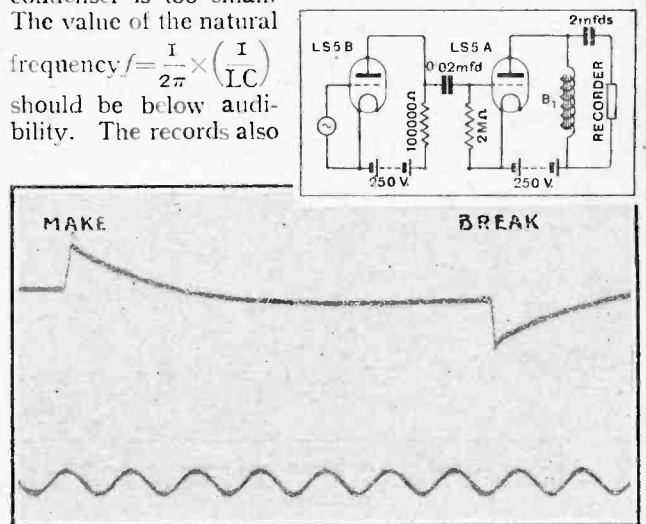 condenser is too small.
The value of the natural
frequency f = 1/2π × (1/LC)
should be below audi-
bility. The records also
2mfds
LS5B
LS5A
0·02mfd
100000Ω
2MΩ
B₁
RECORDER
250 V.
250 V.
MAKE
BREAK